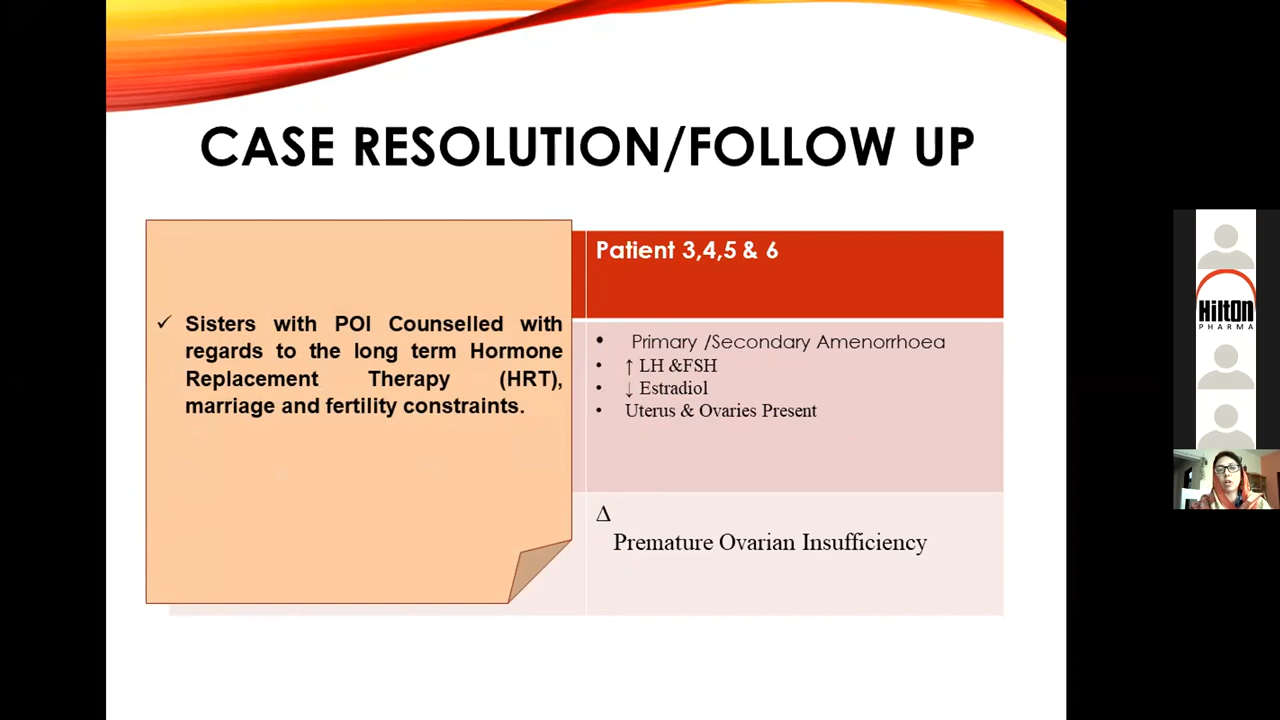 CASE RESOLUTION/FOLLOW UP
✓ Sisters with POI Counselled with
regards to the long term Hormone
Replacement Therapy (HRT),
marriage and fertility constraints.
Patient 3,4,5 & 6
• Primary /Secondary Amenorrhoea
• ↑ LH &FSH
• ↓ Estradiol
• Uterus & Ovaries Present
Δ
Premature Ovarian Insufficiency
HiltOn
PHARMA